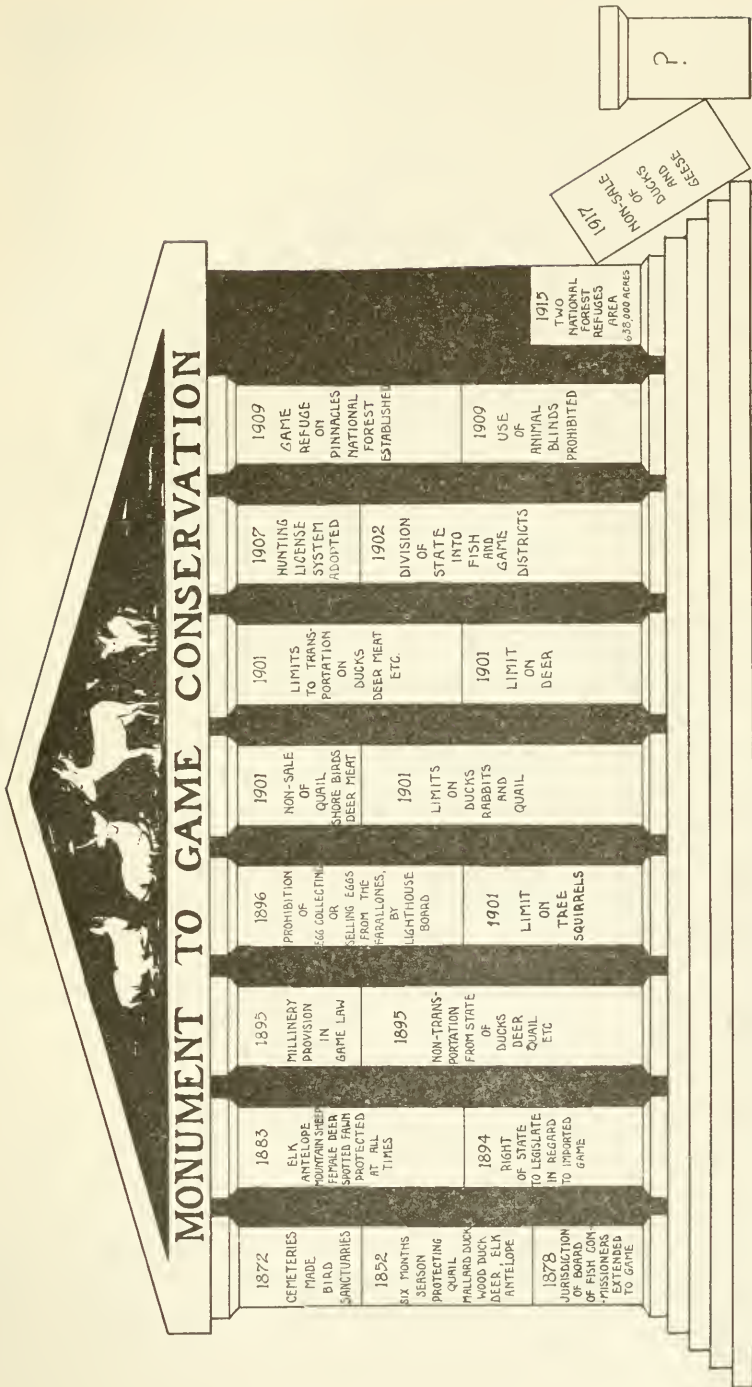 MONUMENT TO GAME CONSERVATION
1872
CEMETERIES
MADE
BIRD
SANCTUARIES
1852
SIX MONTHS
SEASON
PROTECTING
QUAIL
MALLARD DUCK
WOOD DUCK
DEER, ELK
ANTELOPE
1878
JURISDICTION
OF BOARD
OF FISH COM-
-MISSIONERS
EXTENDED
TO GAME
1883
ELK
ANTELOPE
MOUNTAIN SHEEP
FEMALE DEER
SPOTTED FAWN
PROTECTED
AT ALL
TIMES
1894
RIGHT
OF STATE
TO LEGISLATE
IN REGARD
TO IMPORTED
GAME
1895
MILLINERY
PROVISION
IN
GAME LAW
1895
NON-TRANS-
PORTATION
FROM STATE
OF
DUCKS
DEER
QUAIL
ETC
1896
PROHIBITION
OF
EGG COLLECTING
OR
SELLING EGGS
FROM THE
FARALLONES,
BY
LIGHTHOUSE
BOARD
1901
LIMIT
ON
TREE
SQUIRRELS
1901
NON-SALE
OF
QUAIL
SHORE BIRDS
DEER MEAT
1901
LIMITS
ON
DUCKS
RABBITS
AND
QUAIL
1901
LIMITS
TO TRANS-
PORTATION
ON
DUCKS
DEER MEAT
ETC.
1901
LIMIT
ON
DEER
1907
HUNTING
LICENSE
SYSTEM
ADOPTED
1902
DIVISION
OF
STATE
INTO
FISH
AND
GAME
DISTRICTS
1909
GAME
REFUGE
ON
PINNACLES
NATIONAL
FOREST
ESTABLISHED
1909
USE
OF
ANIMAL
BLINDS
PROHIBITED
1915
TWO
NATIONAL
FOREST
REFUGES
AREA
638,000 ACRES
1917
NON-SALE
OF
DUCKS
AND
GEESE
?